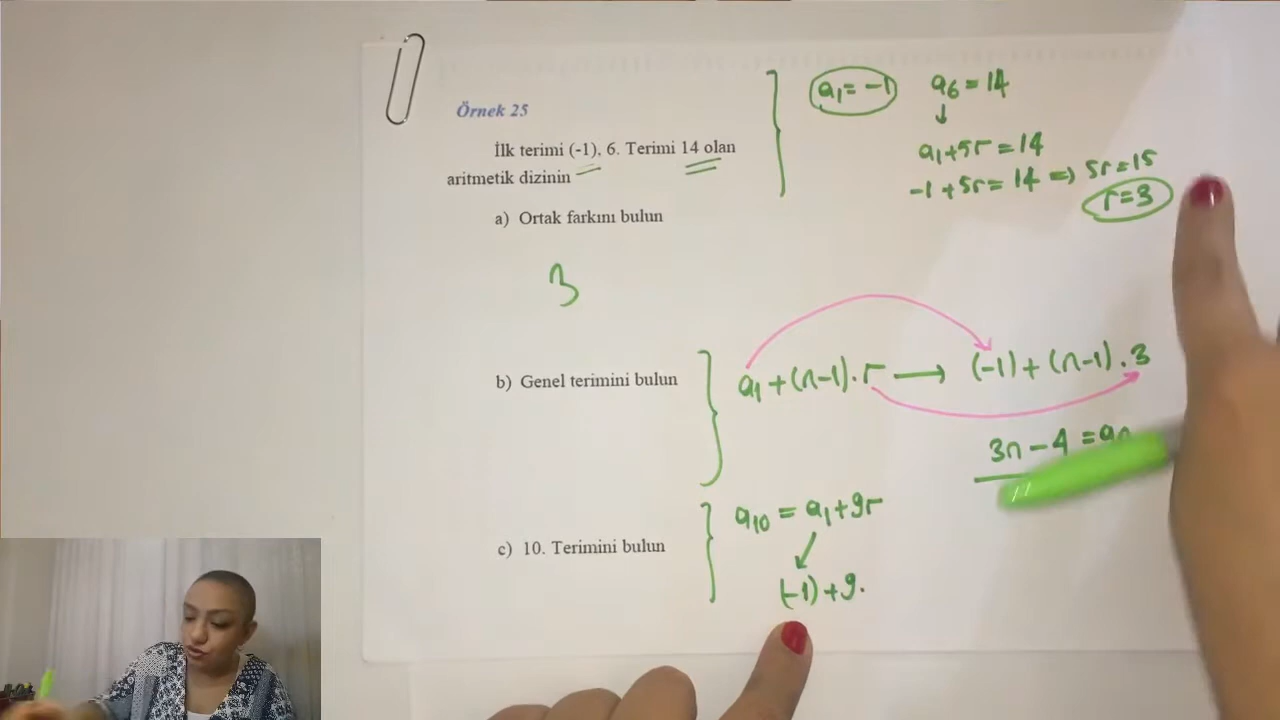 Örnek 25
İlk terimi (-1), 6. Terimi 14 olan
aritmetik dizinin
a) Ortak farkını bulun
3
b) Genel terimini bulun
c) 10. Terimini bulun
a₁ = -1 a₆ = 14
↓
a₁+5r = 14
-1+5r = 14 ⇒ 5r=15
r=3
a₁+(n-1).r → (-1)+(n-1).3
3n-4 = an
a₁₀ = a₁+9r
(-1)+9.